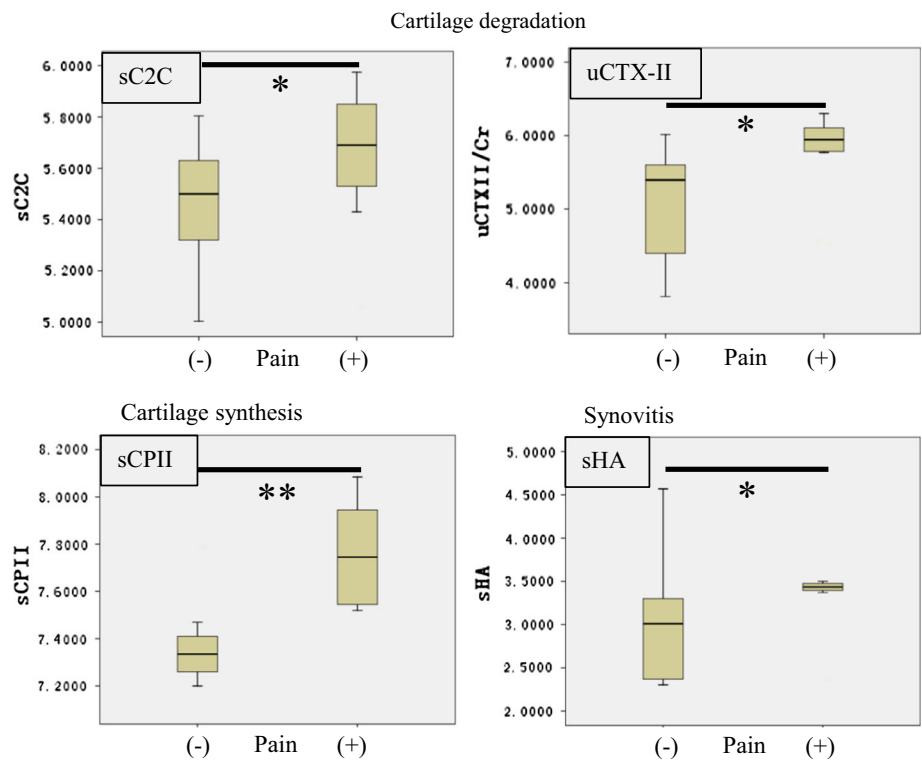 Cartilage degradation
sC2C
*
6.0000
5.8000
5.6000
5.4000
5.2000
5.0000
sC2C
(-) Pain (+)
uCTX-II
*
7.0000
6.0000
5.0000
4.0000
uCTXII/Cr
(-) Pain (+)
Cartilage synthesis
sCPII
**
8.2000
8.0000
7.8000
7.6000
7.4000
7.2000
sCPII
(-) Pain (+)
Synovitis
sHA
*
5.0000
4.5000
4.0000
3.5000
3.0000
2.5000
2.0000
sHA
(-) Pain (+)